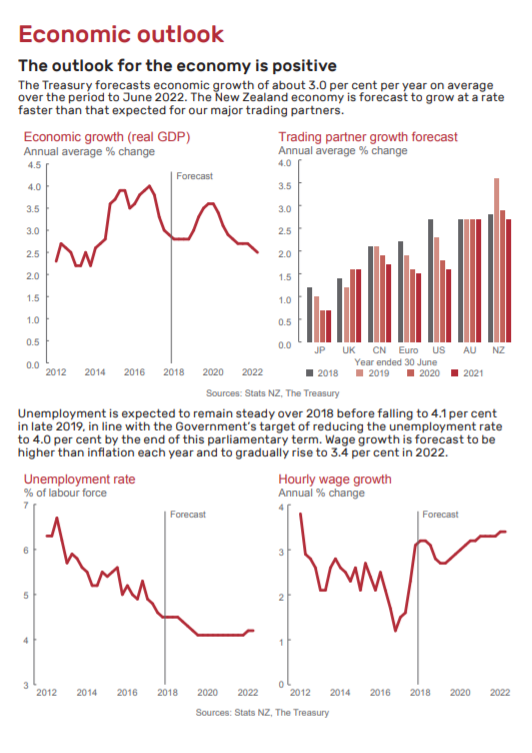 Economic outlook
The outlook for the economy is positive
The Treasury forecasts economic growth of about 3.0 per cent per year on average
over the period to June 2022. The New Zealand economy is forecast to grow at a rate
faster than that expected for our major trading partners.
Economic growth (real GDP)
Annual average % change
4.5
4.0
3.5
3.0
2.5
2.0
1.5
1.0
0.5
0.0
Forecast
2012 2014 2016 2018 2020 2022
Trading partner growth forecast
Annual average % change
4.0
3.5
3.0
2.5
2.0
1.5
1.0
0.5
0.0
JP UK CN Euro US AU NZ
Year ended 30 June
2018 2019 2020 2021
Sources: Stats NZ, The Treasury
Unemployment is expected to remain steady over 2018 before falling to 4.1 per cent
in late 2019, in line with the Government's target of reducing the unemployment rate
to 4.0 per cent by the end of this parliamentary term. Wage growth is forecast to be
higher than inflation each year and to gradually rise to 3.4 per cent in 2022.
Unemployment rate
% of labour force
7
6
5
4
3
Forecast
2012 2014 2016 2018 2020 2022
Hourly wage growth
Annual % change
4
3
2
1
0
Forecast
2012 2014 2016 2018 2020 2022
Sources: Stats NZ, The Treasury